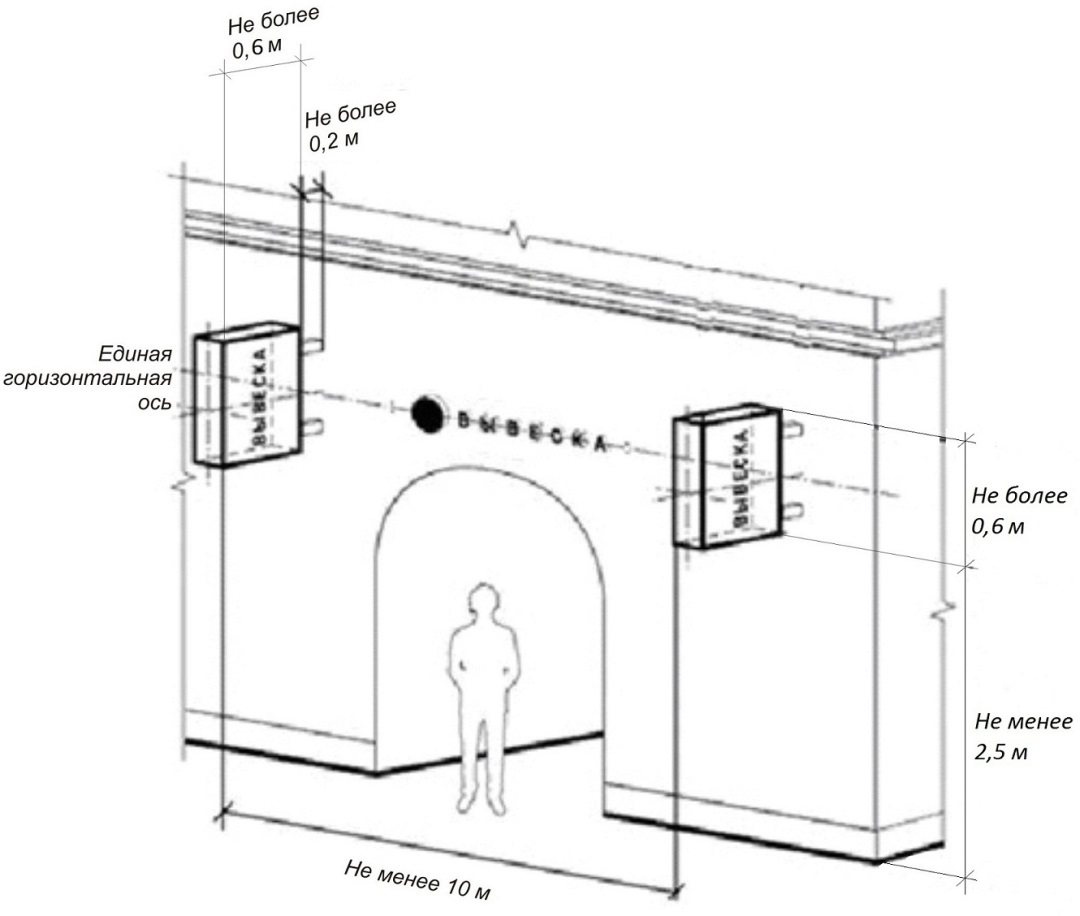 Не более
0,6 м
Не более
0,2 м
Единая
горизонтальная
ось
ВЫВЕСКА
ВЫВЕСКА
ВЫВЕСКА
Не более
0,6 м
Не менее
2,5 м
Не менее 10 м